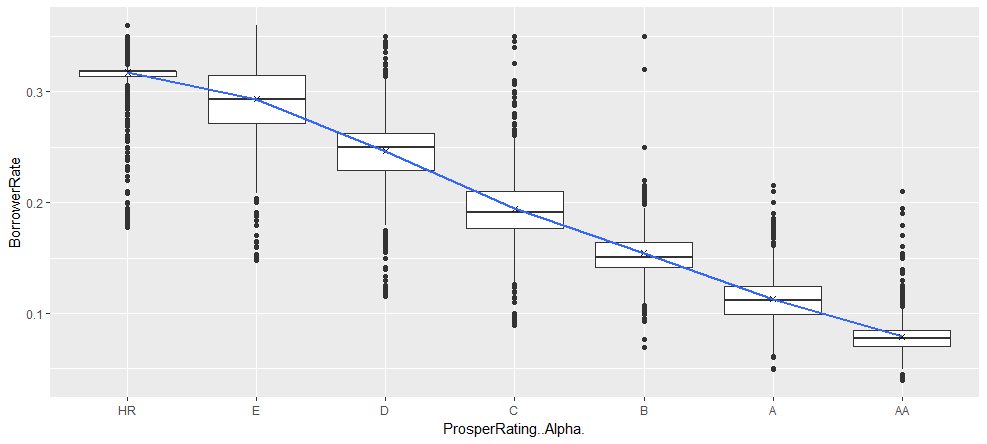 BorrowerRate
0.3
0.2
0.1
HR E D C B A AA
ProsperRating..Alpha.